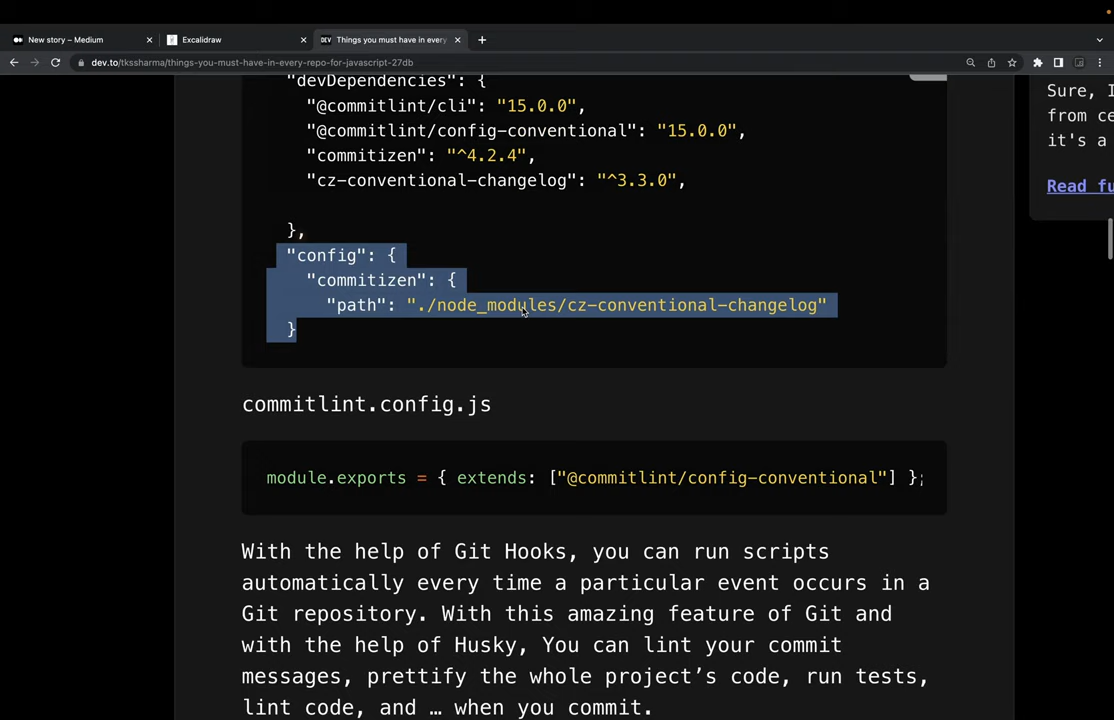 New story – Medium
Excalidraw
DEV Things you must have in every
dev.to/tkssharma/things-you-must-have-in-every-repo-for-javascript-27db
"devDependencies": {
"@commitlint/cli": "15.0.0",
"@commitlint/config-conventional": "15.0.0",
"commitizen": "^4.2.4",
"cz-conventional-changelog": "^3.3.0",
},
"config": {
"commitizen": {
"path": "./node_modules/cz-conventional-changelog"
}
commitlint.config.js
module.exports = { extends: ["@commitlint/config-conventional"] };
With the help of Git Hooks, you can run scripts
automatically every time a particular event occurs in a
Git repository. With this amazing feature of Git and
with the help of Husky, You can lint your commit
messages, prettify the whole project’s code, run tests,
lint code, and … when you commit.
Sure, I
from ce
it's a
Read fu